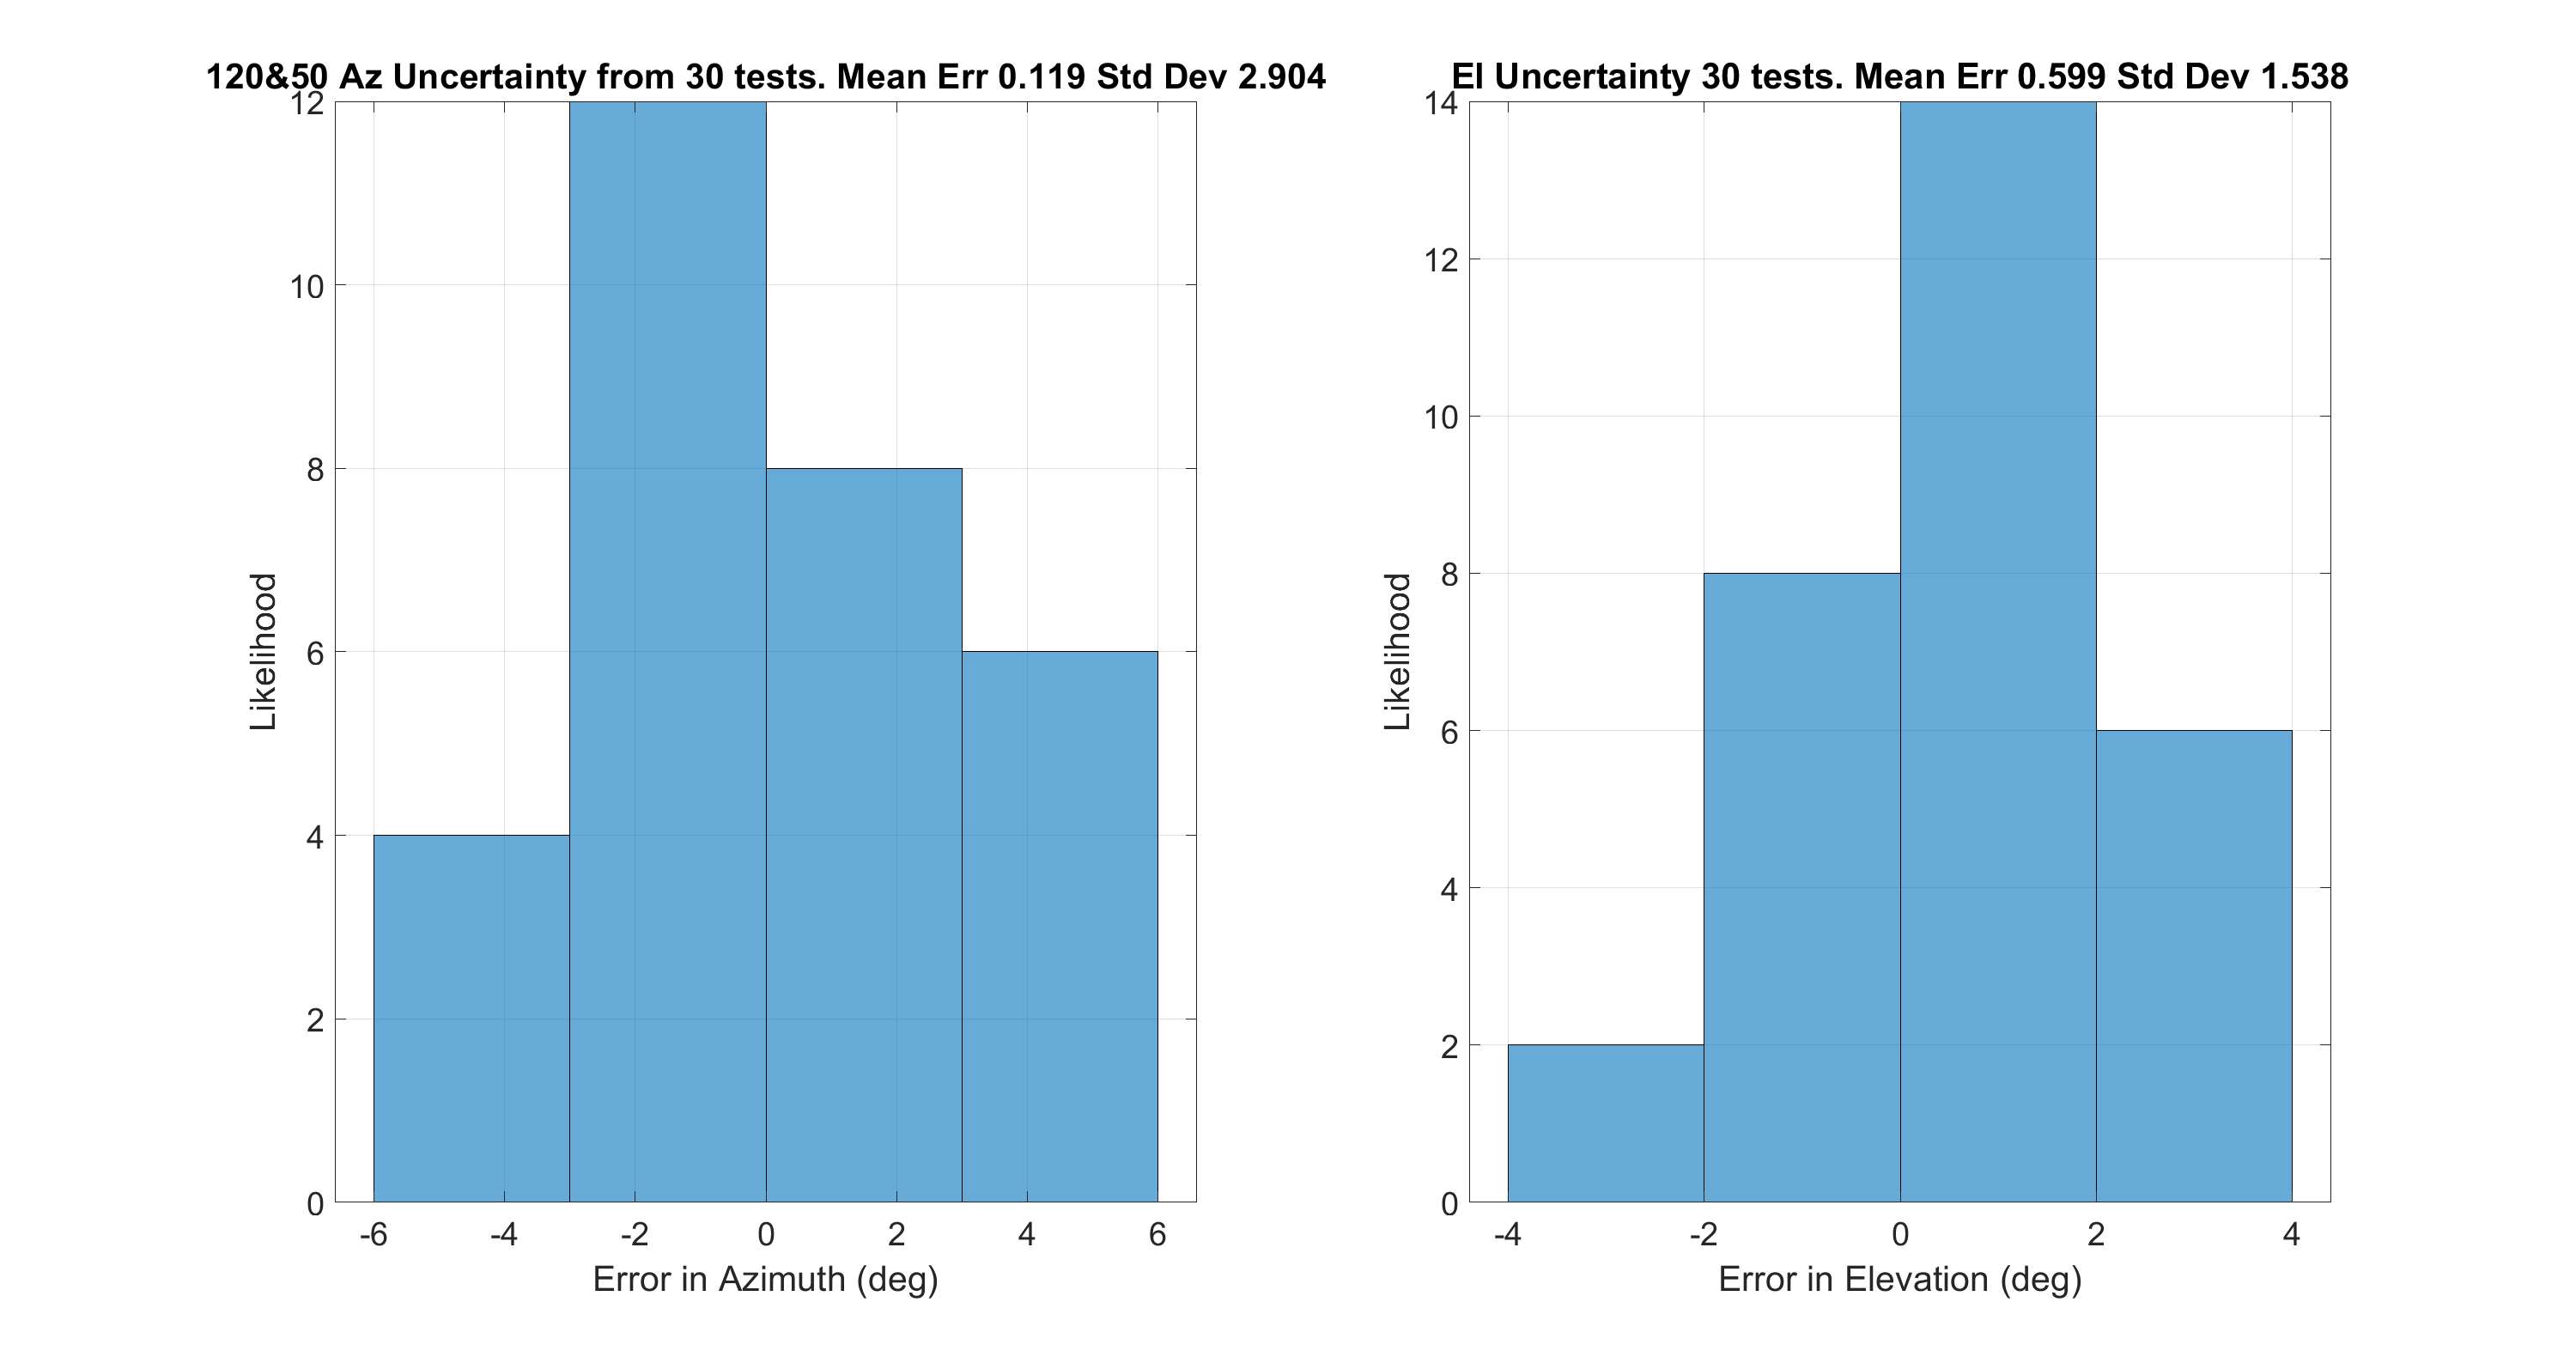 120&50 Az Uncertainty from 30 tests. Mean Err 0.119 Std Dev 2.904
12
10
8
6
4
2
0
Likelihood
-6 -4 -2 0 2 4 6
Error in Azimuth (deg)
El Uncertainty 30 tests. Mean Err 0.599 Std Dev 1.538
14
12
10
8
6
4
2
0
Likelihood
-4 -2 0 2 4
Error in Elevation (deg)